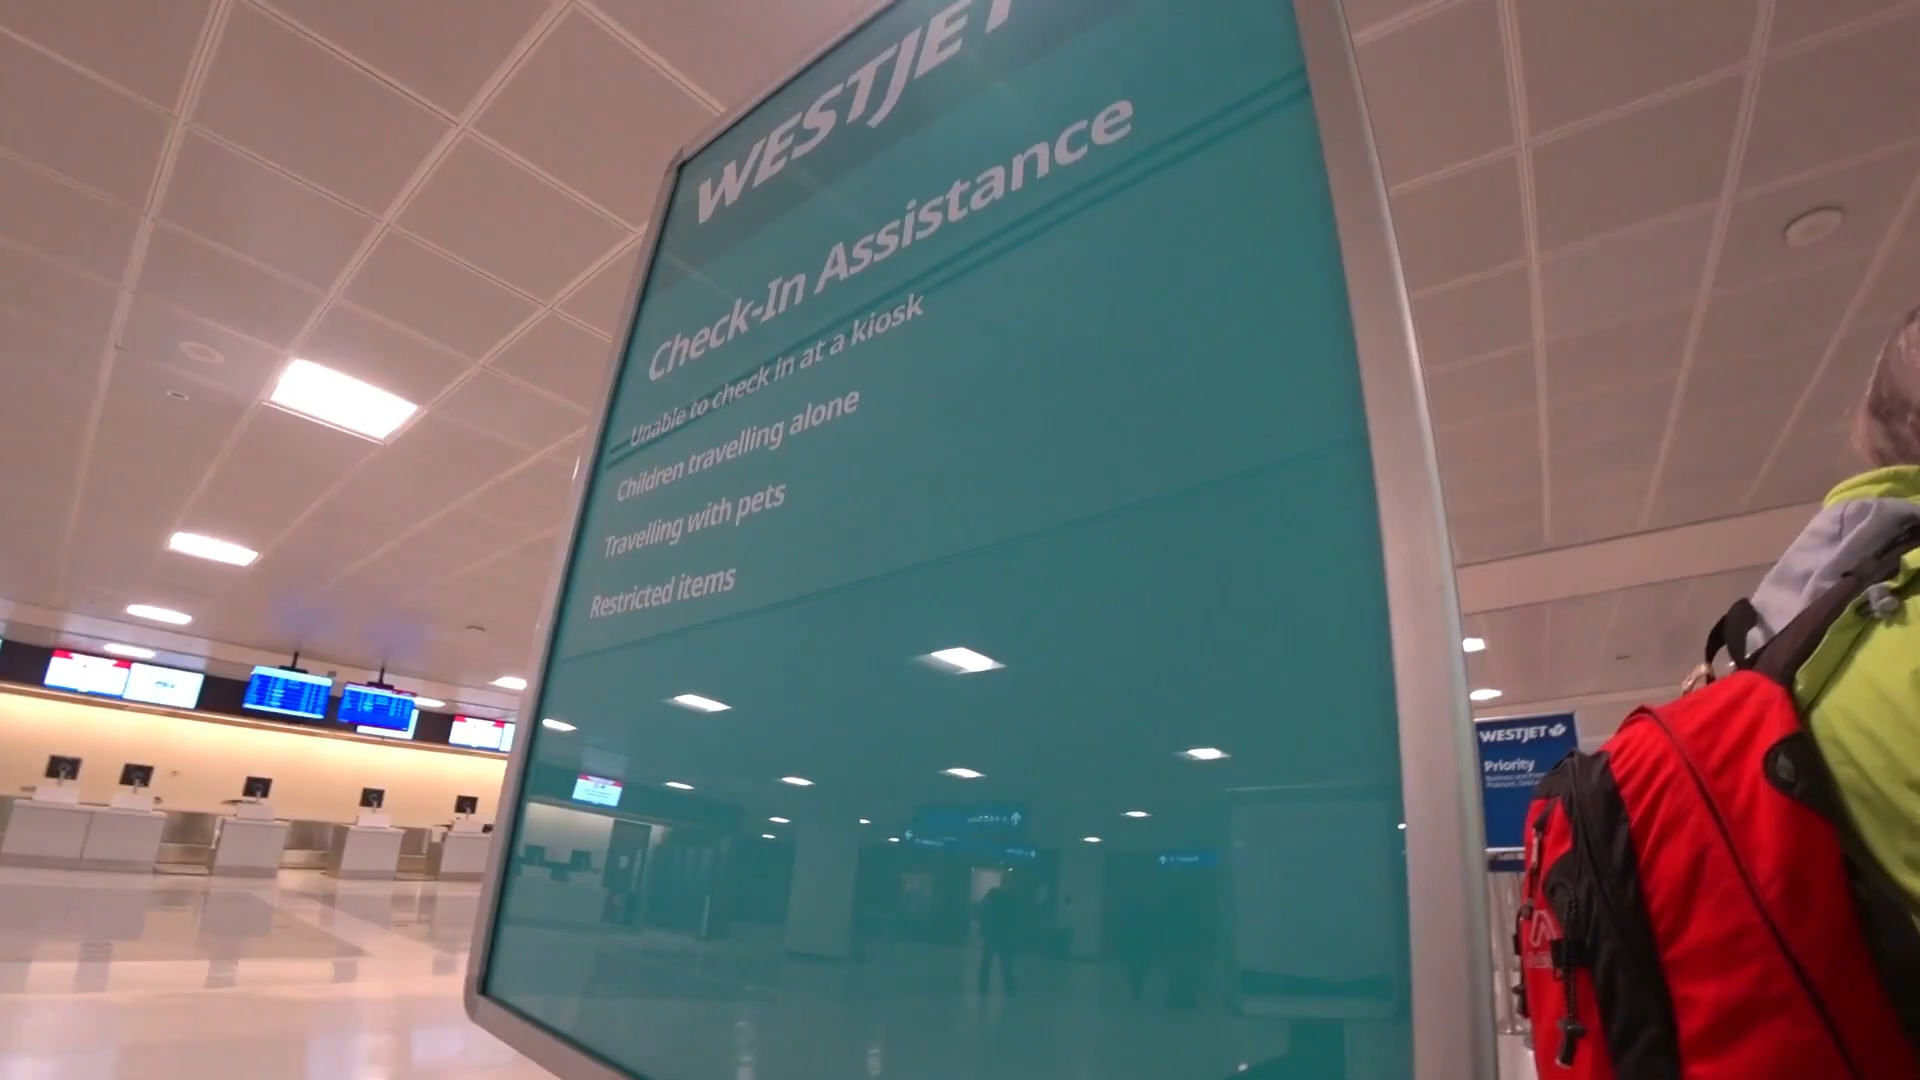 WESTJET
Check-In Assistance
Unable to check in at a kiosk
Children travelling alone
Travelling with pets
Restricted items
WESTJET
Priority